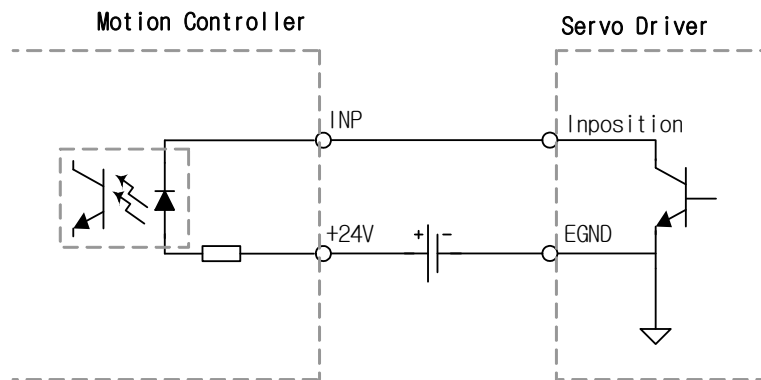 Motion Controller
Servo Driver
INP
Inposition
+24V
+ -
EGND